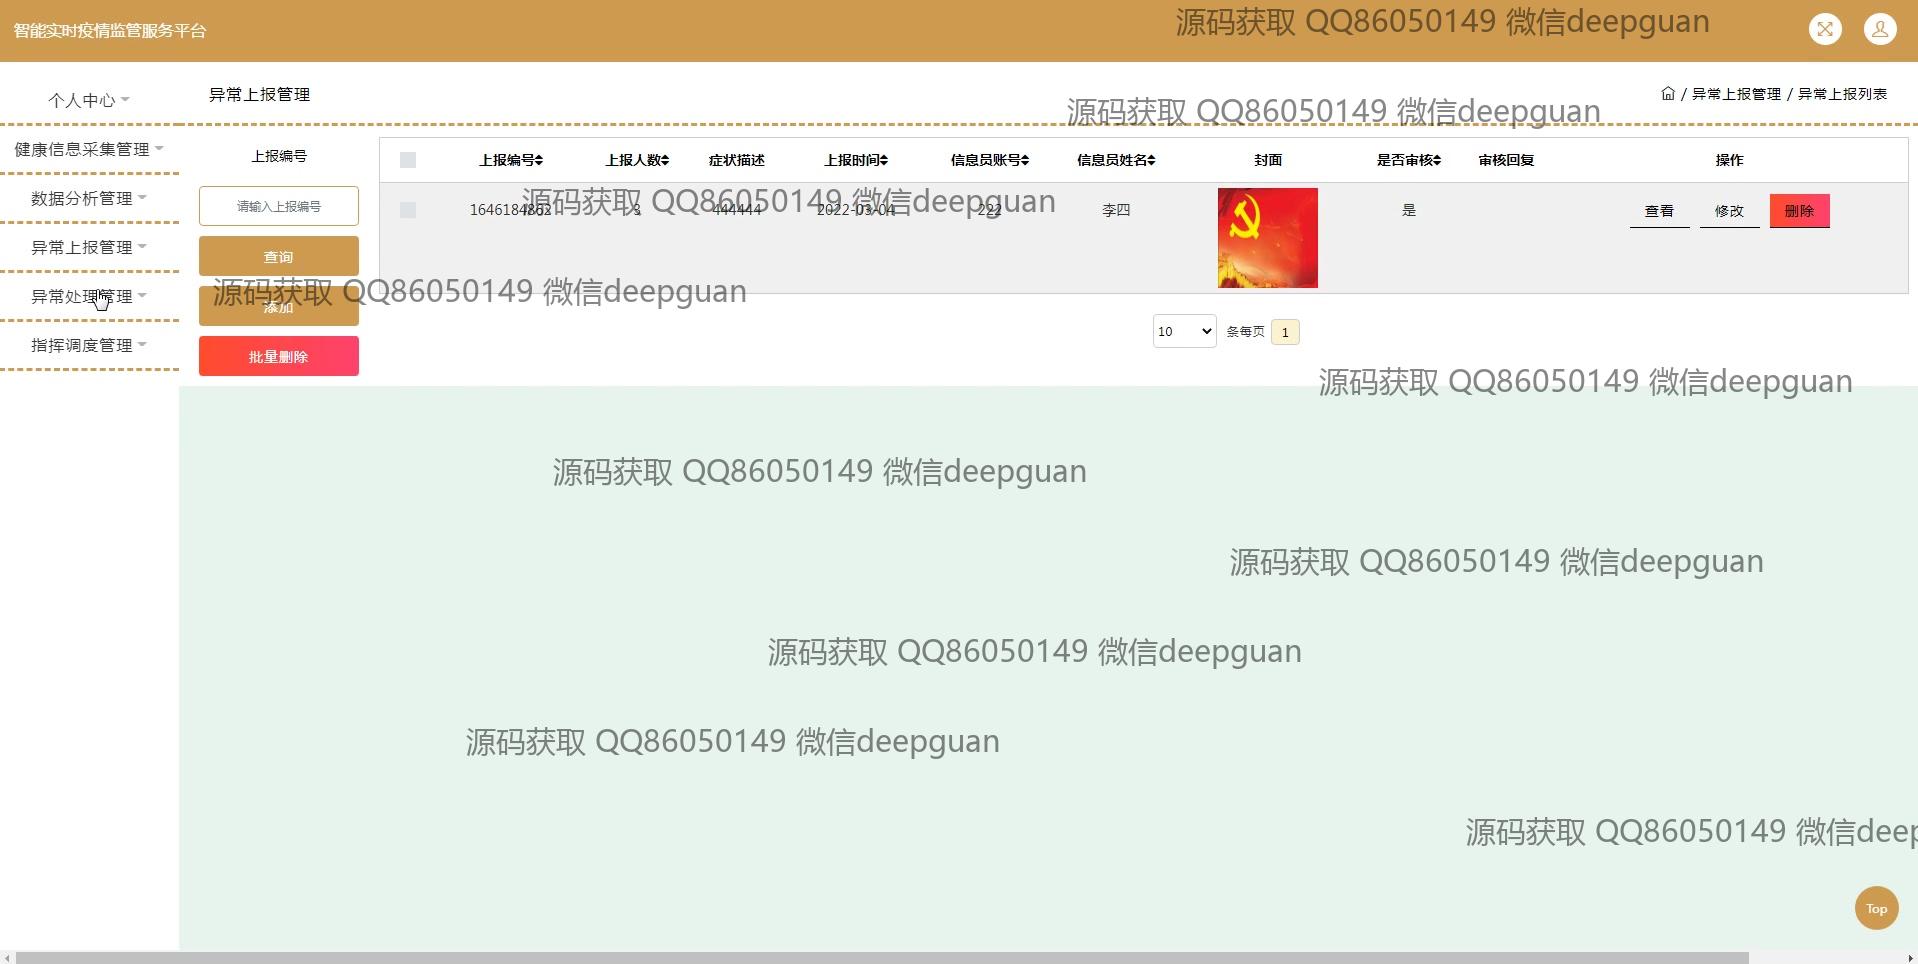 智能实时疫情监管服务平台
源码获取 QQ86050149 微信deepguan
个人中心
异常上报管理
/ 异常上报管理 / 异常上报列表
源码获取 QQ86050149 微信deepguan
健康信息采集管理
数据分析管理
异常上报管理
异常处理管理
指挥调度管理
上报编号
请输入上报编号
查询
添加
批量删除
上报编号 上报人数 症状描述 上报时间 信息员账号 信息员姓名 封面 是否审核 审核回复 操作
1646184862 3 444444 2022-03-04 222 李四 是 查看 修改 删除
源码获取 QQ86050149 微信deepguan
源码获取 QQ86050149 微信deepguan
10 条每页 1
源码获取 QQ86050149 微信deepguan
源码获取 QQ86050149 微信deepguan
源码获取 QQ86050149 微信deepguan
源码获取 QQ86050149 微信deepguan
源码获取 QQ86050149 微信deepguan
源码获取 QQ86050149 微信deep
Top